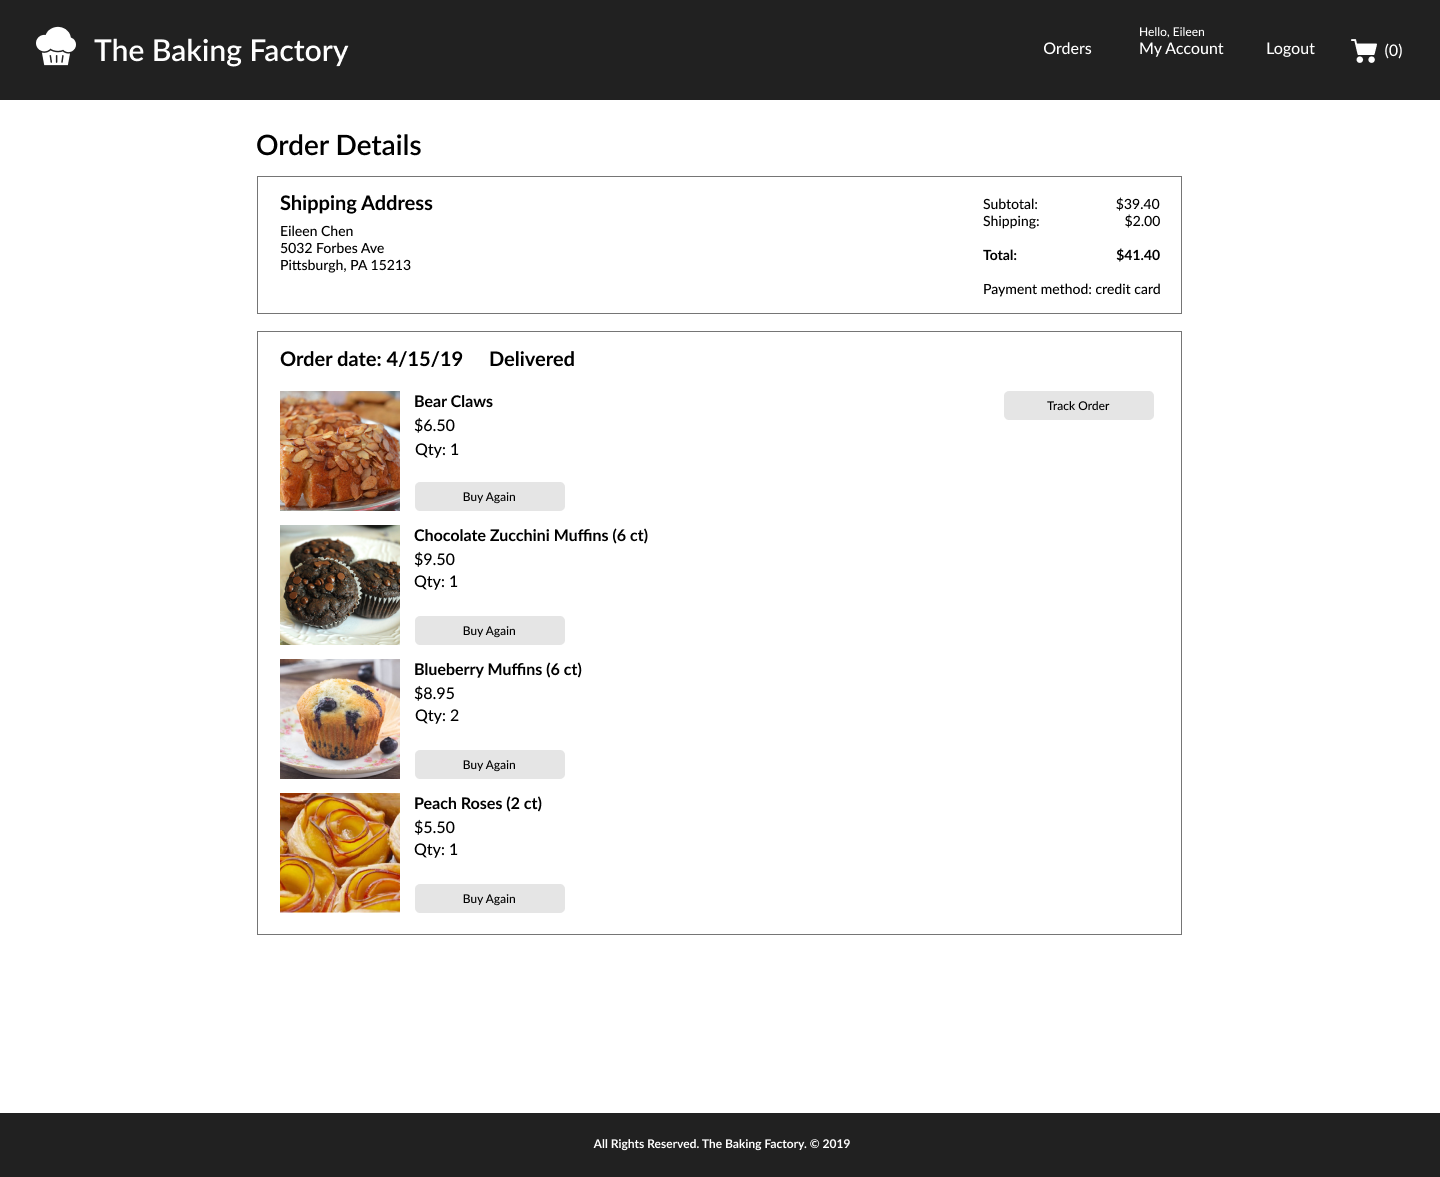 The Baking Factory
Orders
Hello, Eileen
My Account
Logout
(0)
Order Details
Shipping Address
Eileen Chen
5032 Forbes Ave
Pittsburgh, PA 15213
Subtotal: $39.40
Shipping: $2.00
Total: $41.40
Payment method: credit card
Order date: 4/15/19 Delivered
Bear Claws
$6.50
Qty: 1
Buy Again
Track Order
Chocolate Zucchini Muffins (6 ct)
$9.50
Qty: 1
Buy Again
Blueberry Muffins (6 ct)
$8.95
Qty: 2
Buy Again
Peach Roses (2 ct)
$5.50
Qty: 1
Buy Again
All Rights Reserved. The Baking Factory. © 2019